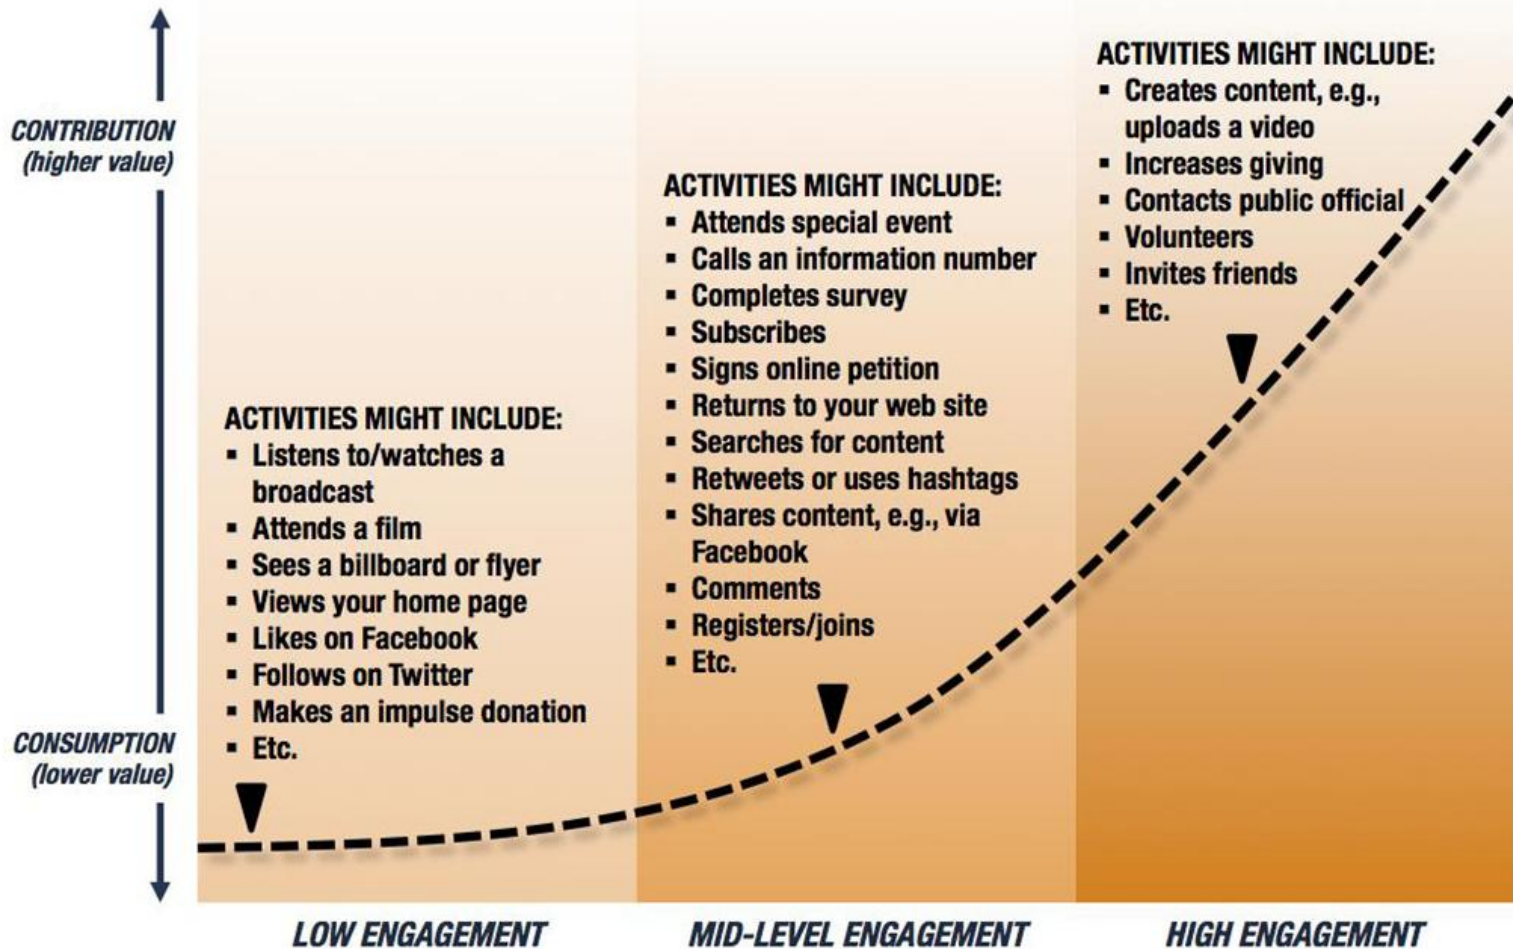 CONTRIBUTION
(higher value)
CONSUMPTION
(lower value)
ACTIVITIES MIGHT INCLUDE:
▪ Listens to/watches a
broadcast
▪ Attends a film
▪ Sees a billboard or flyer
▪ Views your home page
▪ Likes on Facebook
▪ Follows on Twitter
▪ Makes an impulse donation
▪ Etc.
ACTIVITIES MIGHT INCLUDE:
▪ Attends special event
▪ Calls an information number
▪ Completes survey
▪ Subscribes
▪ Signs online petition
▪ Returns to your web site
▪ Searches for content
▪ Retweets or uses hashtags
▪ Shares content, e.g., via
Facebook
▪ Comments
▪ Registers/joins
▪ Etc.
ACTIVITIES MIGHT INCLUDE:
▪ Creates content, e.g.,
uploads a video
▪ Increases giving
▪ Contacts public official
▪ Volunteers
▪ Invites friends
▪ Etc.
LOW ENGAGEMENT
MID-LEVEL ENGAGEMENT
HIGH ENGAGEMENT